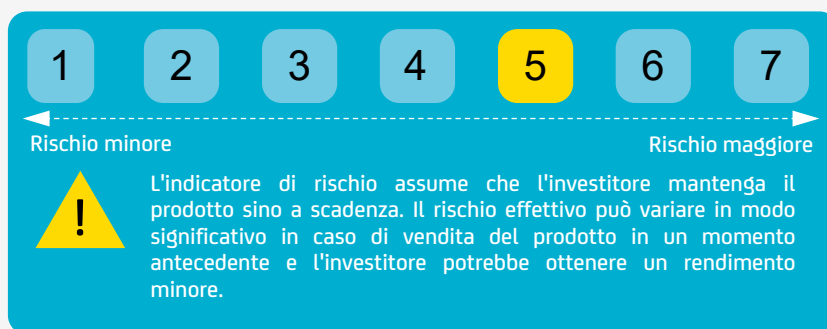 1 2 3 4 5 6 7
Rischio minore Rischio maggiore
!
L'indicatore di rischio assume che l'investitore mantenga il
prodotto sino a scadenza. Il rischio effettivo può variare in modo
significativo in caso di vendita del prodotto in un momento
antecedente e l'investitore potrebbe ottenere un rendimento
minore.